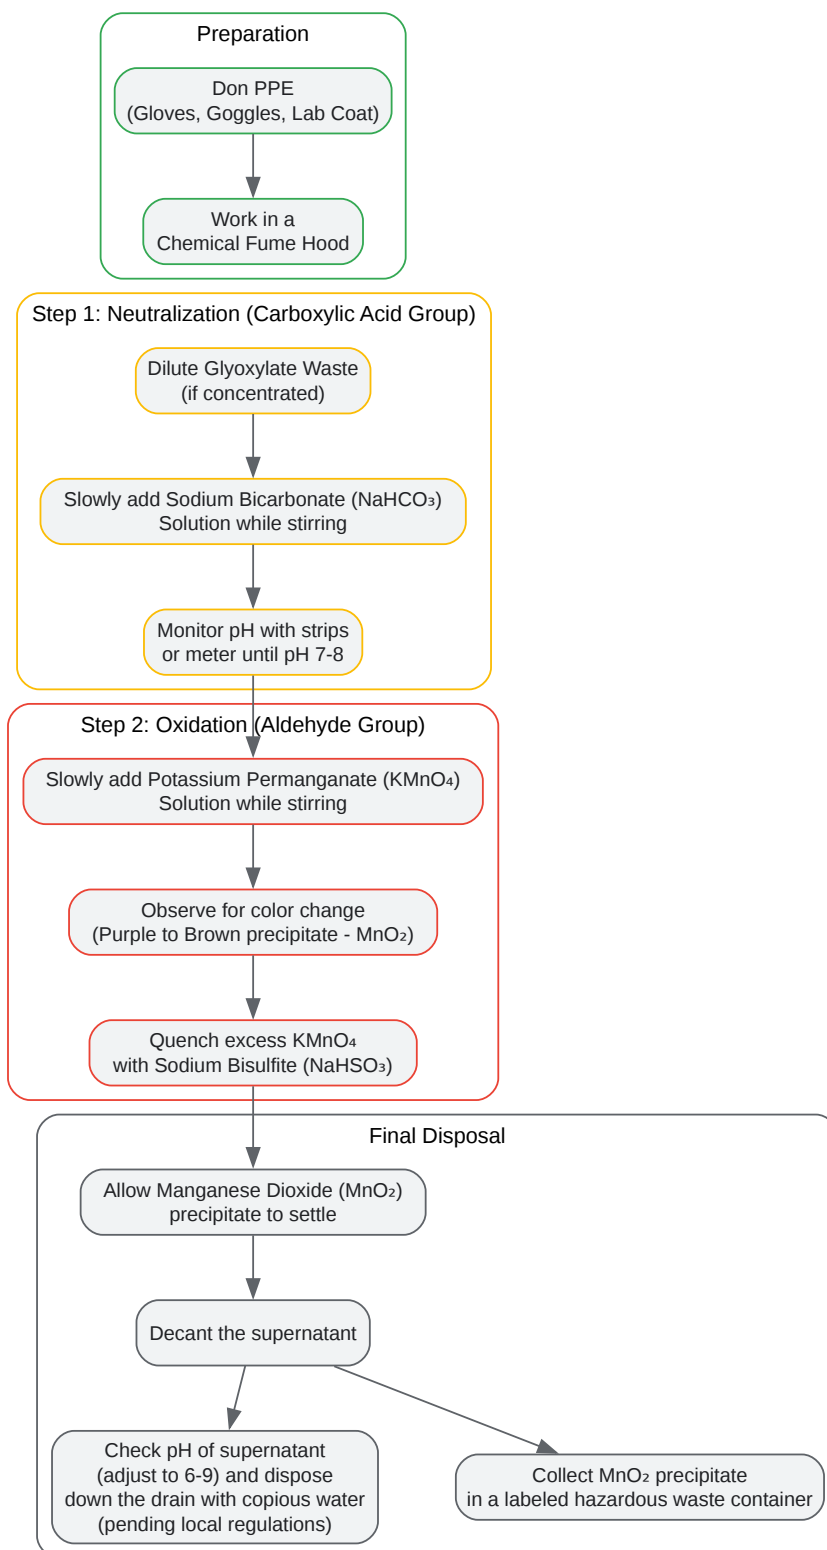 Preparation
Don PPE
(Gloves, Goggles, Lab Coat)
Work in a
Chemical Fume Hood
Step 1: Neutralization (Carboxylic Acid Group)
Dilute Glyoxylate Waste
(if concentrated)
Slowly add Sodium Bicarbonate (NaHCO₃)
Solution while stirring
Monitor pH with strips
or meter until pH 7-8
Step 2: Oxidation (Aldehyde Group)
Slowly add Potassium Permanganate (KMnO₄)
Solution while stirring
Observe for color change
(Purple to Brown precipitate - MnO₂)
Quench excess KMnO₄
with Sodium Bisulfite (NaHSO₃)
Final Disposal
Allow Manganese Dioxide (MnO₂)
precipitate to settle
Decant the supernatant
Check pH of supernatant
(adjust to 6-9) and dispose
down the drain with copious water
(pending local regulations)
Collect MnO₂ precipitate
in a labeled hazardous waste container